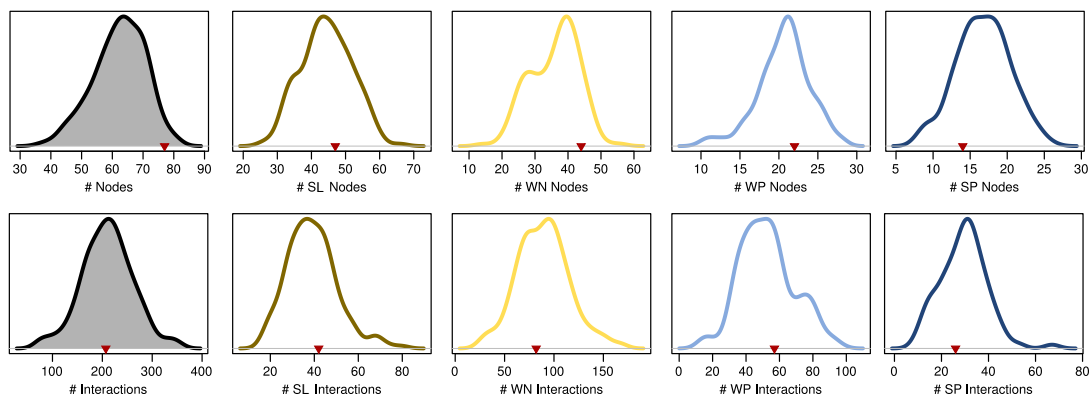 30 40 50 60 70 80 90
# Nodes
20 30 40 50 60 70
# SL Nodes
10 20 30 40 50 60
# WN Nodes
10 15 20 25 30
# WP Nodes
5 10 15 20 25 30
# SP Nodes
100 200 300 400
# Interactions
20 40 60 80
# SL Interactions
0 50 100 150
# WN Interactions
0 20 40 60 80 100
# WP Interactions
0 20 40 60 80
# SP Interactions